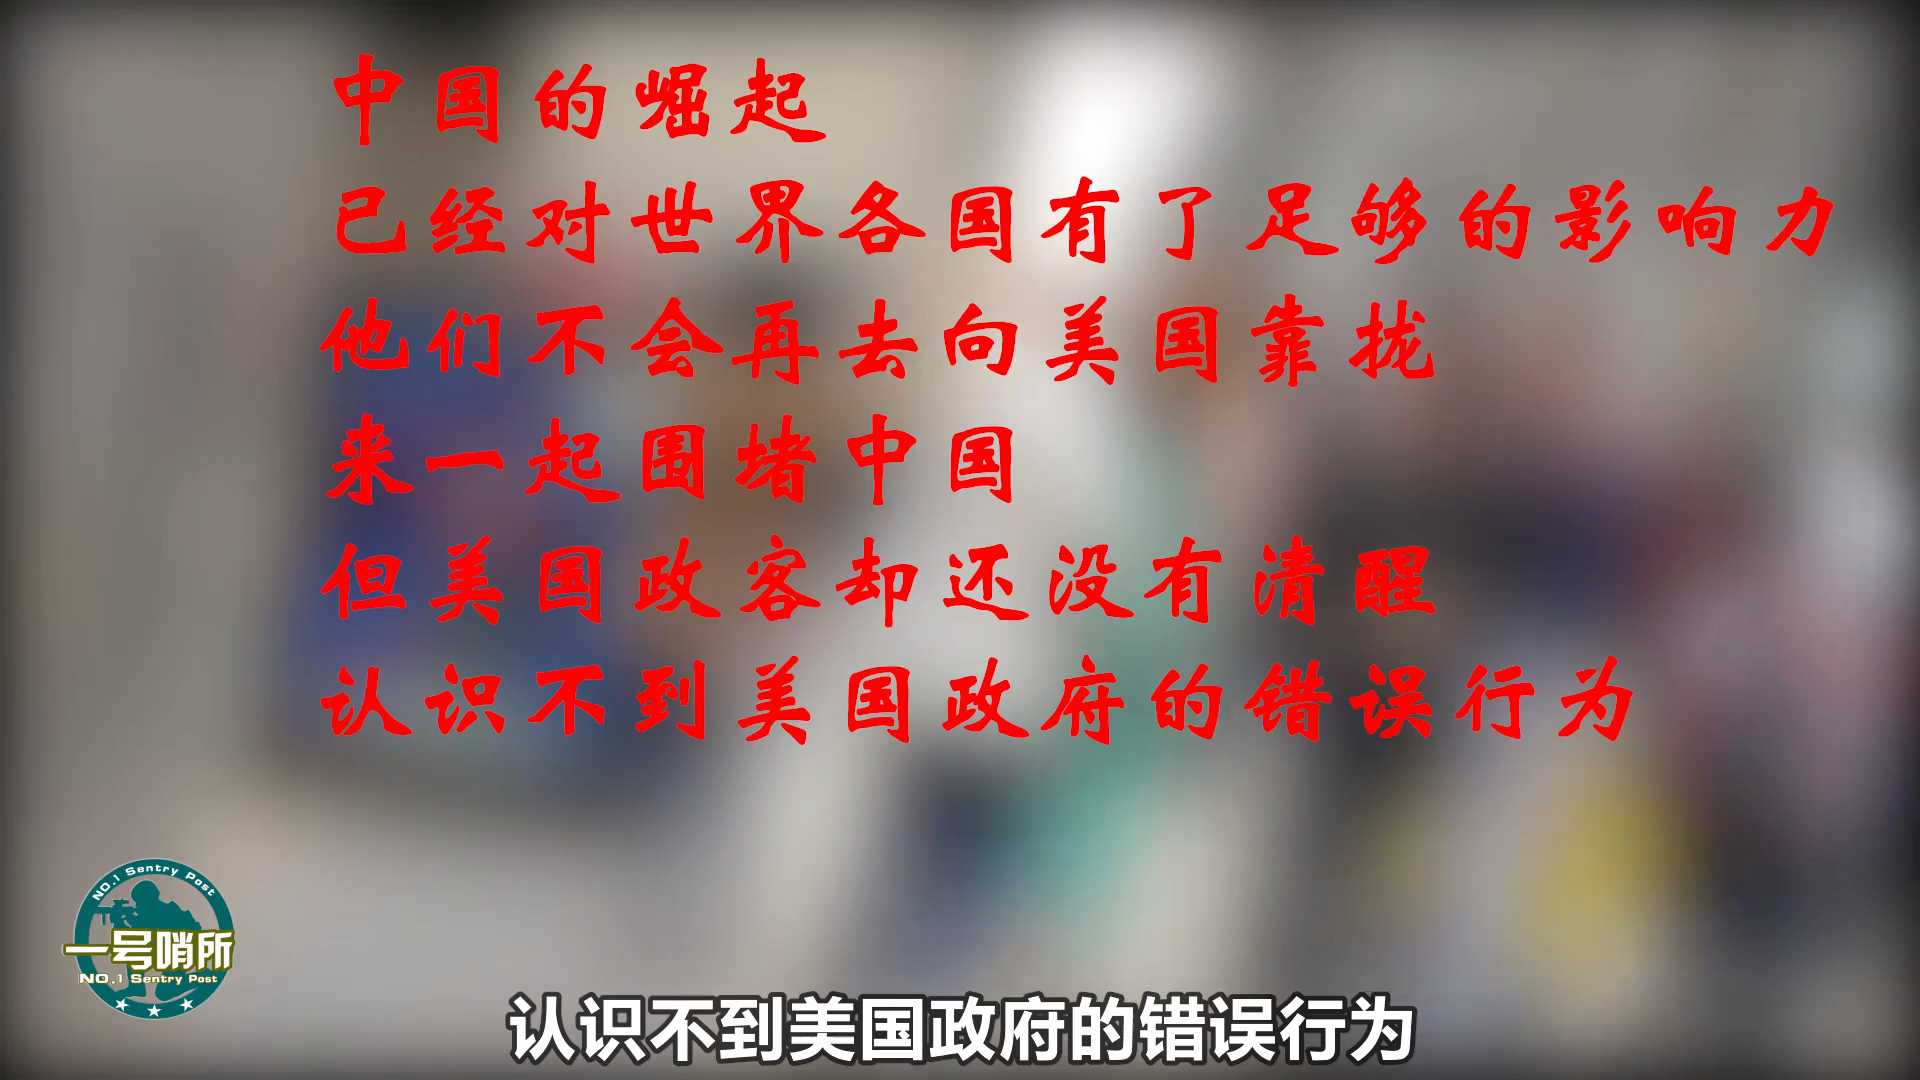 中国的崛起
已经对世界各国有了足够的影响力
他们不会再去向美国靠拢
来一起围堵中国
但美国政客却还没有清醒
认识不到美国政府的错误行为
NO.1 Sentry Post
一号哨所
NO.1 Sentry Post
认识不到美国政府的错误行为